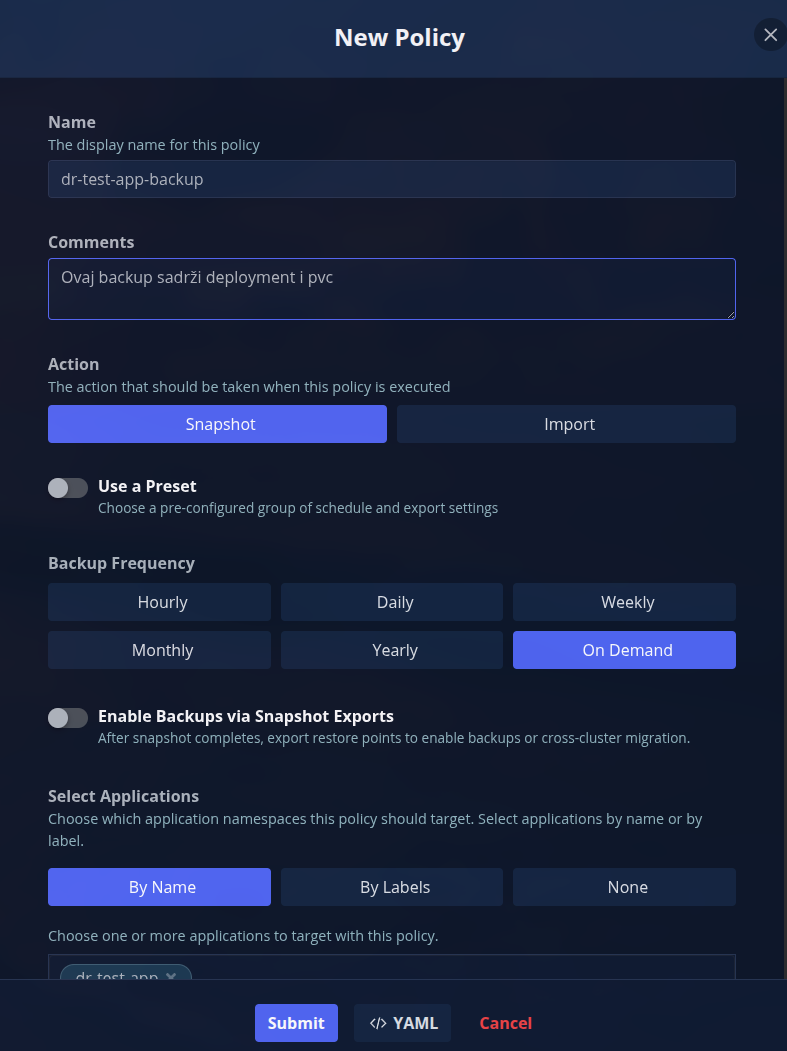 New Policy
Name
The display name for this policy
dr-test-app-backup
Comments
Ovaj backup sadrži deployment i pvc
Action
The action that should be taken when this policy is executed
Snapshot
Import
Use a Preset
Choose a pre-configured group of schedule and export settings
Backup Frequency
Hourly
Daily
Weekly
Monthly
Yearly
On Demand
Enable Backups via Snapshot Exports
After snapshot completes, export restore points to enable backups or cross-cluster migration.
Select Applications
Choose which application namespaces this policy should target. Select applications by name or by
label.
By Name
By Labels
None
Choose one or more applications to target with this policy.
dr-test-app
Submit
</> YAML
Cancel